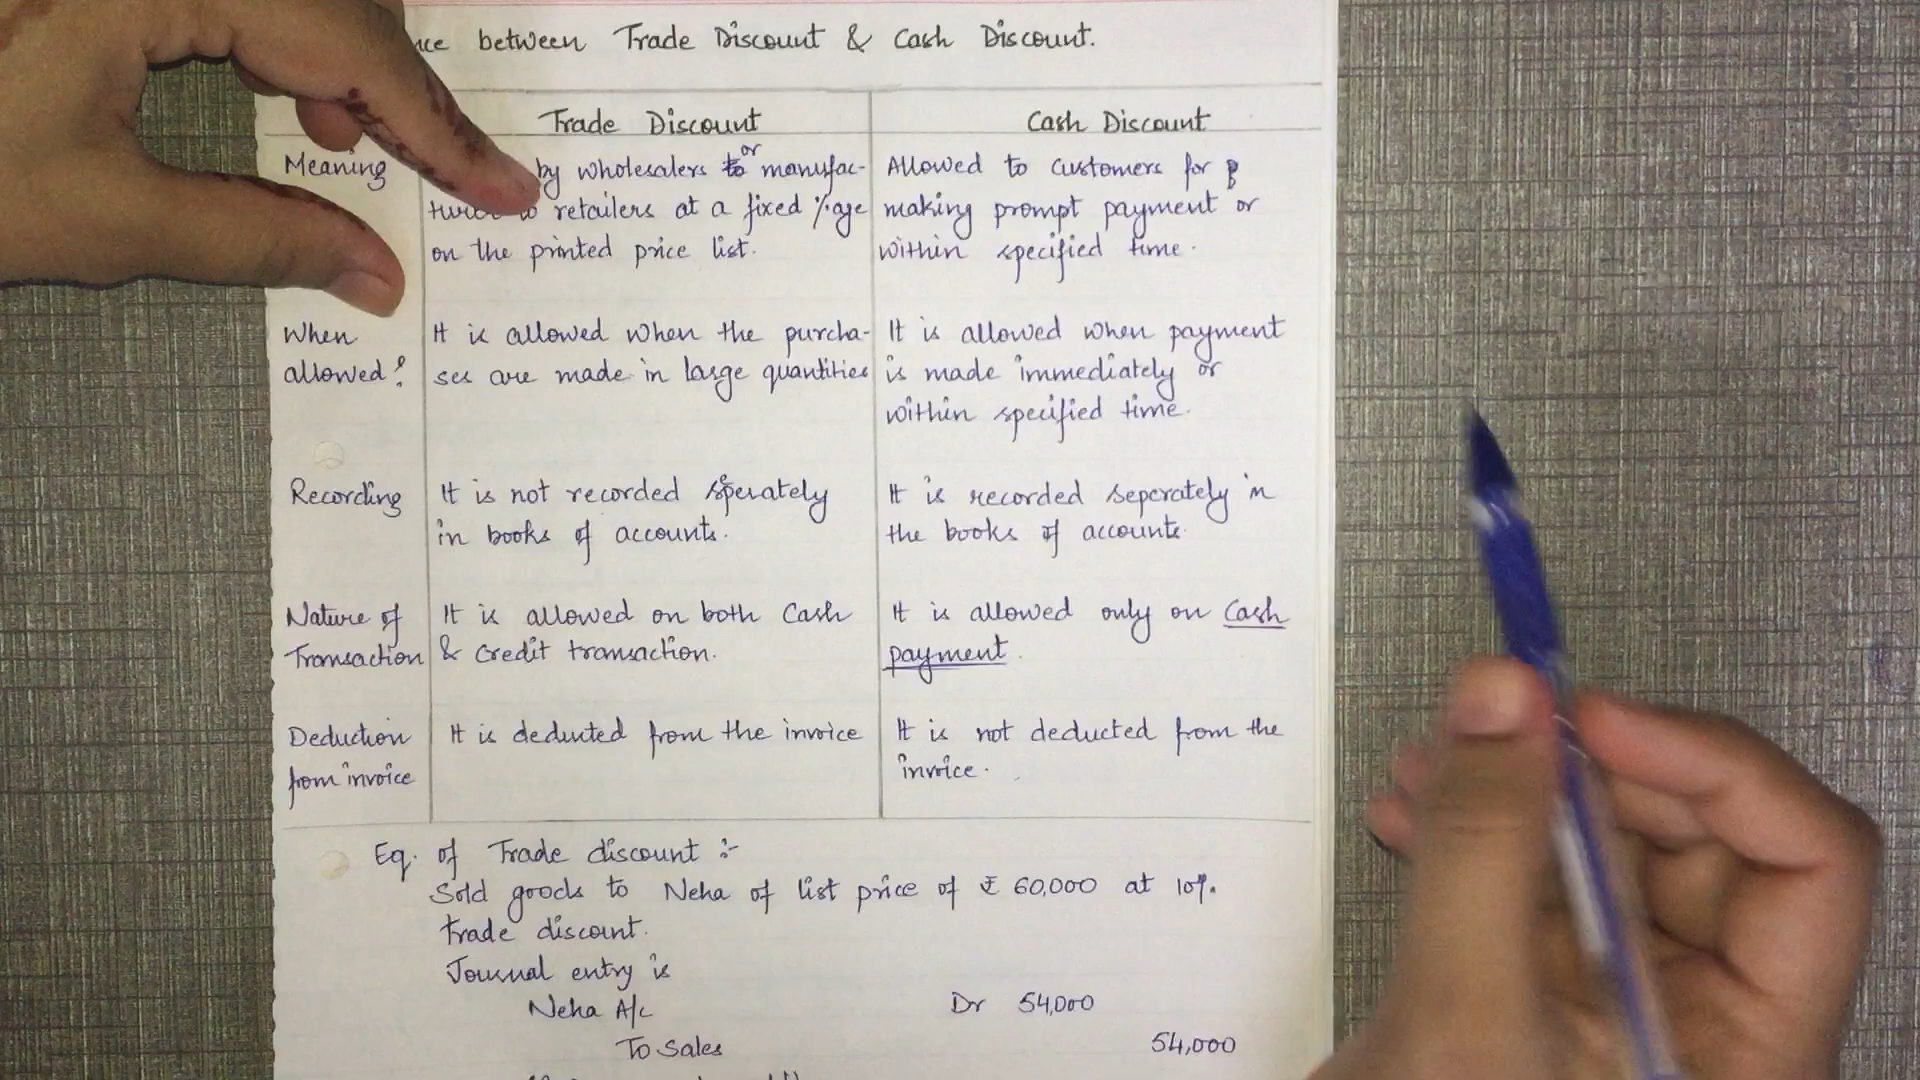 between Trade Discount & Cash Discount.
Trade Discount Cash Discount
Meaning by wholesalers or manufac- Allowed to customers for
to retailers at a fixed %age making prompt payment or
on the printed price list. within specified time.
When It is allowed when the purcha- It is allowed when payment
allowed? ses are made in large quantities is made immediately or
within specified time.
Recording It is not recorded sperately It is recorded seperately in
in books of accounts. the books of accounts.
Nature of It is allowed on both Cash It is allowed only on Cash
Transaction & Credit transaction. payment.
Deduction It is deducted from the invoice It is not deducted from the
from invoice invoice.
Eg. of Trade discount :-
Sold goods to Neha of list price of ₹ 60,000 at 10%.
trade discount.
Journal entry is
Neha A/c Dr 54,000
To Sales 54,000